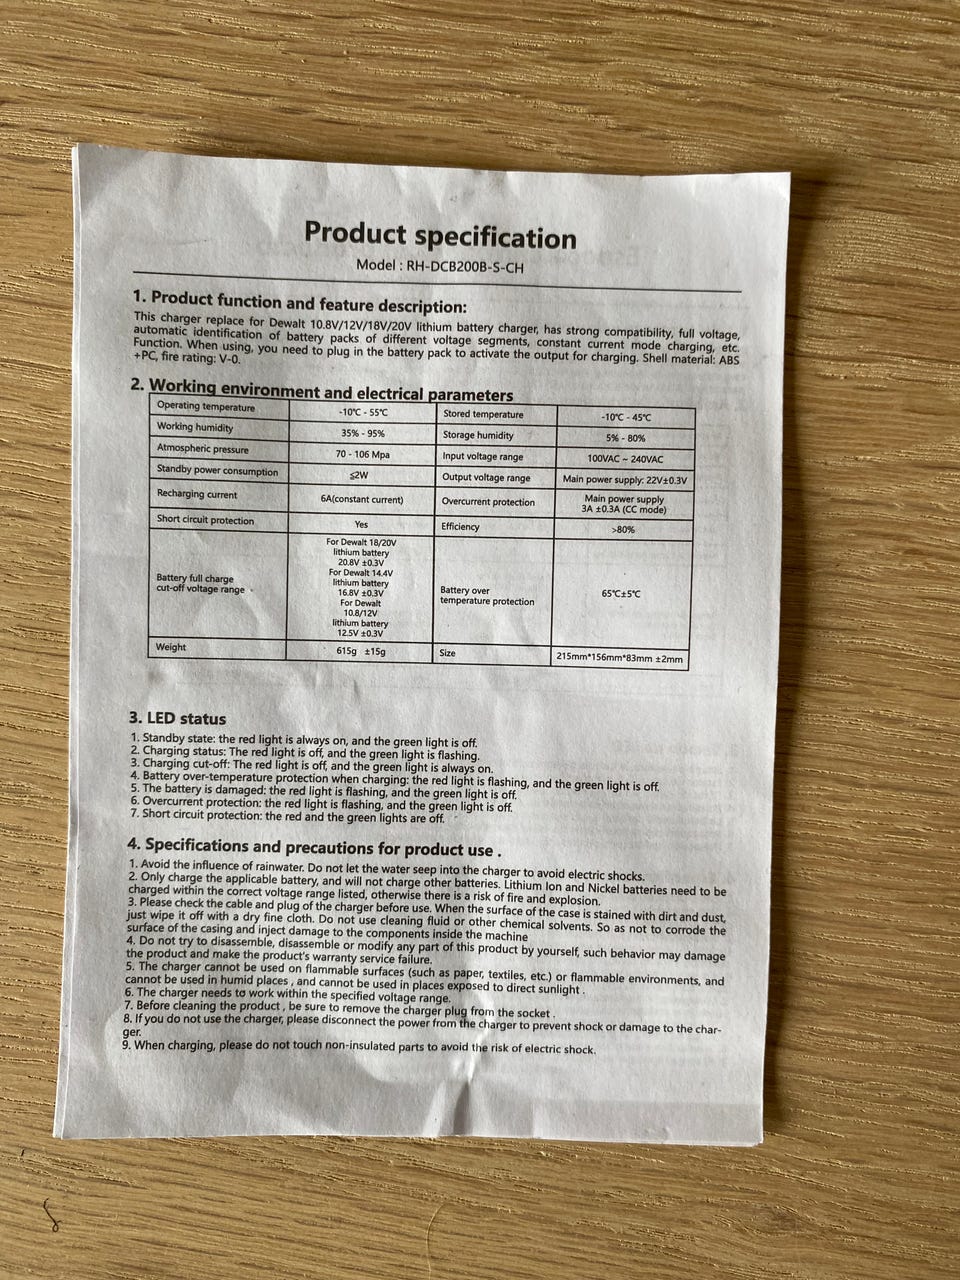 Product specification
Model : RH-DCB200B-S-CH
1. Product function and feature description:
This charger replace for Dewalt 10.8V/12V/18V/20V lithium battery charger, has strong compatibility, full voltage,
automatic identification of battery packs of different voltage segments, constant current mode charging, etc.
Function. When using, you need to plug in the battery pack to activate the output for charging. Shell material: ABS
+PC, fire rating: V-0.
2. Working environment and electrical parameters
Operating temperature -10℃ - 55℃ Stored temperature -10℃ - 45℃
Working humidity 35% - 95% Storage humidity 5% - 80%
Atmospheric pressure 70 - 106 Mpa Input voltage range 100VAC ~ 240VAC
Standby power consumption ≤2W Output voltage range Main power supply: 22V±0.3V
Recharging current 6A(constant current) Overcurrent protection Main power supply
3A ±0.3A (CC mode)
Short circuit protection Yes Efficiency >80%
Battery full charge
cut-off voltage range
For Dewalt 18/20V
lithium battery
20.8V ±0.3V
For Dewalt 14.4V
lithium battery
16.8V ±0.3V
For Dewalt
10.8/12V
lithium battery
12.5V ±0.3V
Battery over
temperature protection
65℃±5℃
Weight 615g ±15g Size 215mm*156mm*83mm ±2mm
3. LED status
1. Standby state: the red light is always on, and the green light is off.
2. Charging status: The red light is off, and the green light is flashing.
3. Charging cut-off: The red light is off, and the green light is always on.
4. Battery over-temperature protection when charging: the red light is flashing, and the green light is off.
5. The battery is damaged: the red light is flashing, and the green light is off.
6. Overcurrent protection: the red light is flashing, and the green light is off.
7. Short circuit protection: the red and the green lights are off.
4. Specifications and precautions for product use .
1. Avoid the influence of rainwater. Do not let the water seep into the charger to avoid electric shocks.
2. Only charge the applicable battery, and will not charge other batteries. Lithium Ion and Nickel batteries need to be
charged within the correct voltage range listed, otherwise there is a risk of fire and explosion.
3. Please check the cable and plug of the charger before use. When the surface of the case is stained with dirt and dust,
just wipe it off with a dry fine cloth. Do not use cleaning fluid or other chemical solvents. So as not to corrode the
surface of the casing and inject damage to the components inside the machine
4. Do not try to disassemble, disassemble or modify any part of this product by yourself, such behavior may damage
the product and make the product's warranty service failure.
5. The charger cannot be used on flammable surfaces (such as paper, textiles, etc.) or flammable environments, and
cannot be used in humid places , and cannot be used in places exposed to direct sunlight .
6. The charger needs to work within the specified voltage range.
7. Before cleaning the product , be sure to remove the charger plug from the socket .
8. If you do not use the charger, please disconnect the power from the charger to prevent shock or damage to the char-
ger.
9. When charging, please do not touch non-insulated parts to avoid the risk of electric shock.